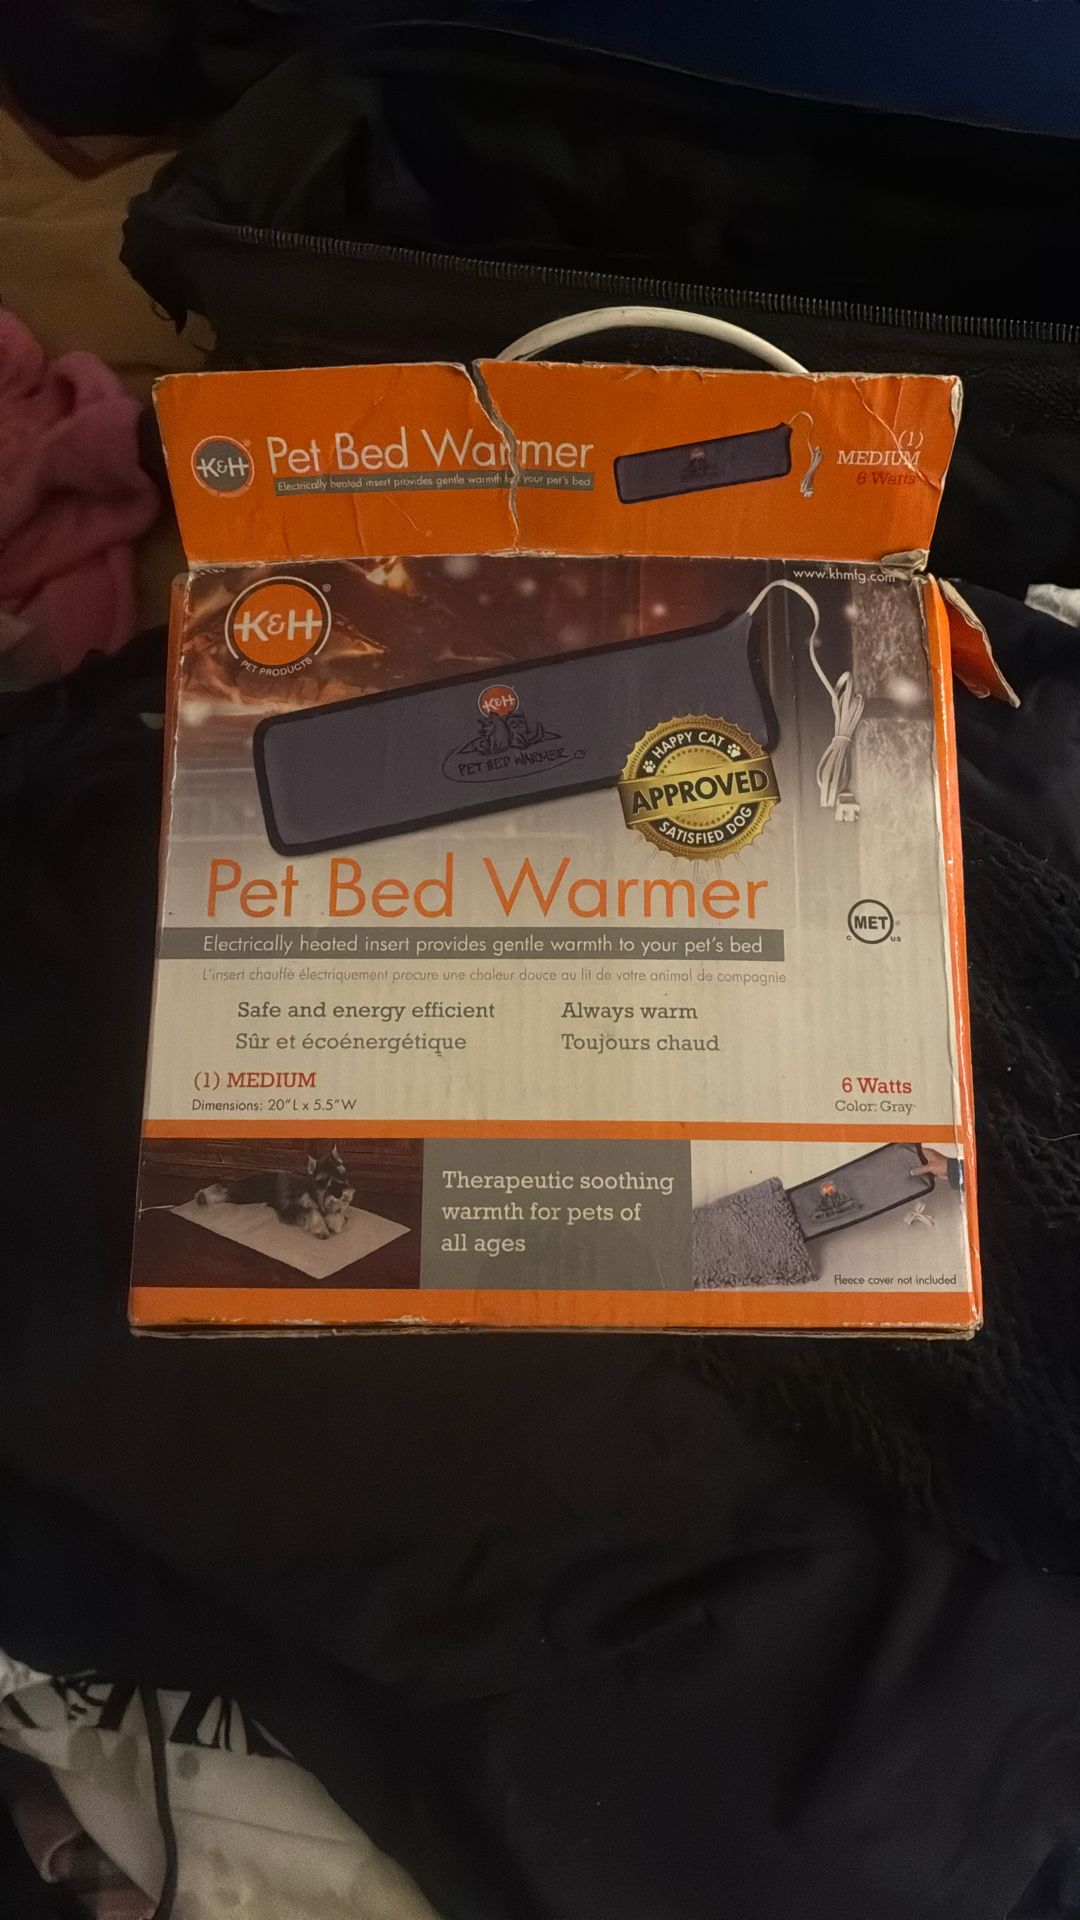 K&H®
Pet Bed Warmer
Electrically heated insert provides gentle warmth for your pet's bed
(1)
MEDIUM
6 Watts
www.khmfg.com
K&H®
PET PRODUCTS
K&H
PET BED WARMER
HAPPY CAT
APPROVED
SATISFIED DOG
Pet Bed Warmer
MET
C US
Electrically heated insert provides gentle warmth to your pet's bed
L'insert chauffé électriquement procure une chaleur douce au lit de votre animal de compagnie
Safe and energy efficient
Always warm
Sûr et écoénergétique
Toujours chaud
(1) MEDIUM
6 Watts
Dimensions: 20"L x 5.5"W
Color: Gray
Therapeutic soothing
warmth for pets of
all ages
Fleece cover not included